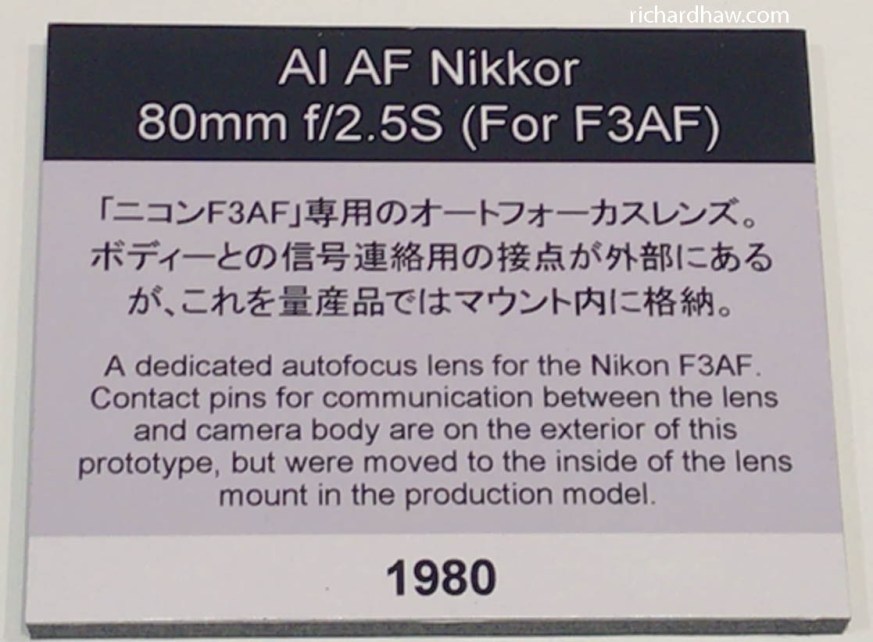 richardhaw.com
AI AF Nikkor
80mm f/2.5S (For F3AF)
「ニコンF3AF」専用のオートフォーカスレンズ。
ボディーとの信号連絡用の接点が外部にある
が、これを量産品ではマウント内に格納。
A dedicated autofocus lens for the Nikon F3AF.
Contact pins for communication between the lens
and camera body are on the exterior of this
prototype, but were moved to the inside of the lens
mount in the production model.
1980